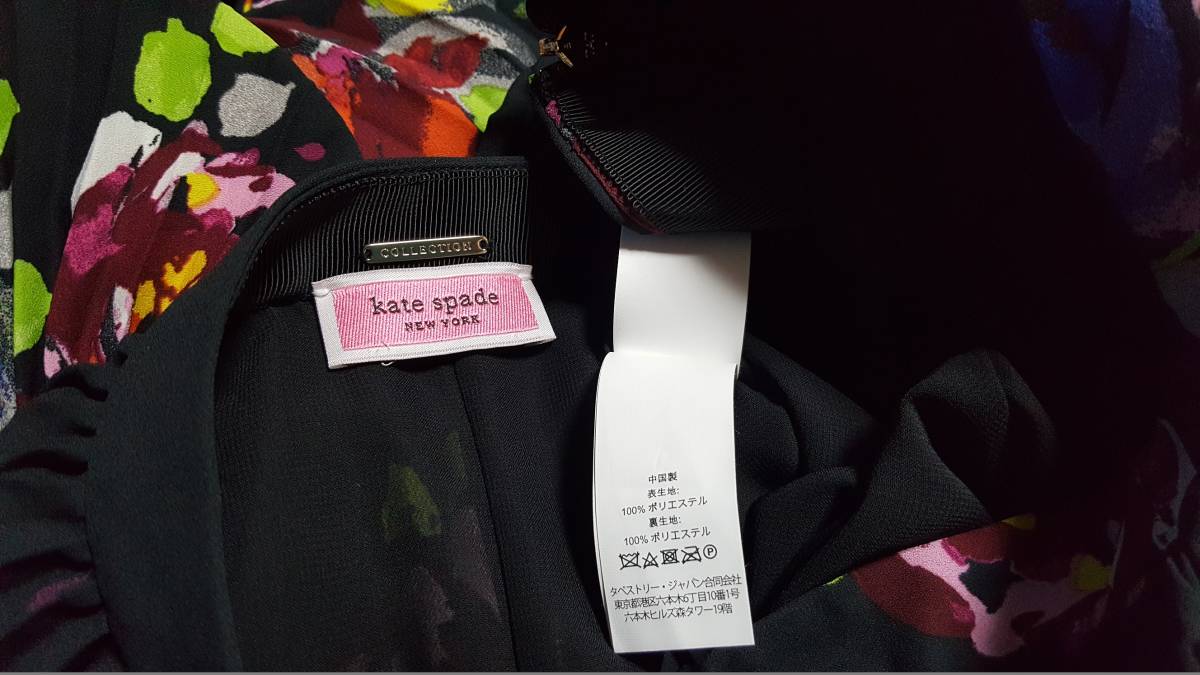 COLLECTION
kate spade
NEW YORK
中国製
表生地:
100% ポリエステル
裏生地:
100% ポリエステル
P
タペストリー・ジャパン合同会社
東京都港区六本木6丁目10番1号
六本木ヒルズ森タワー19階